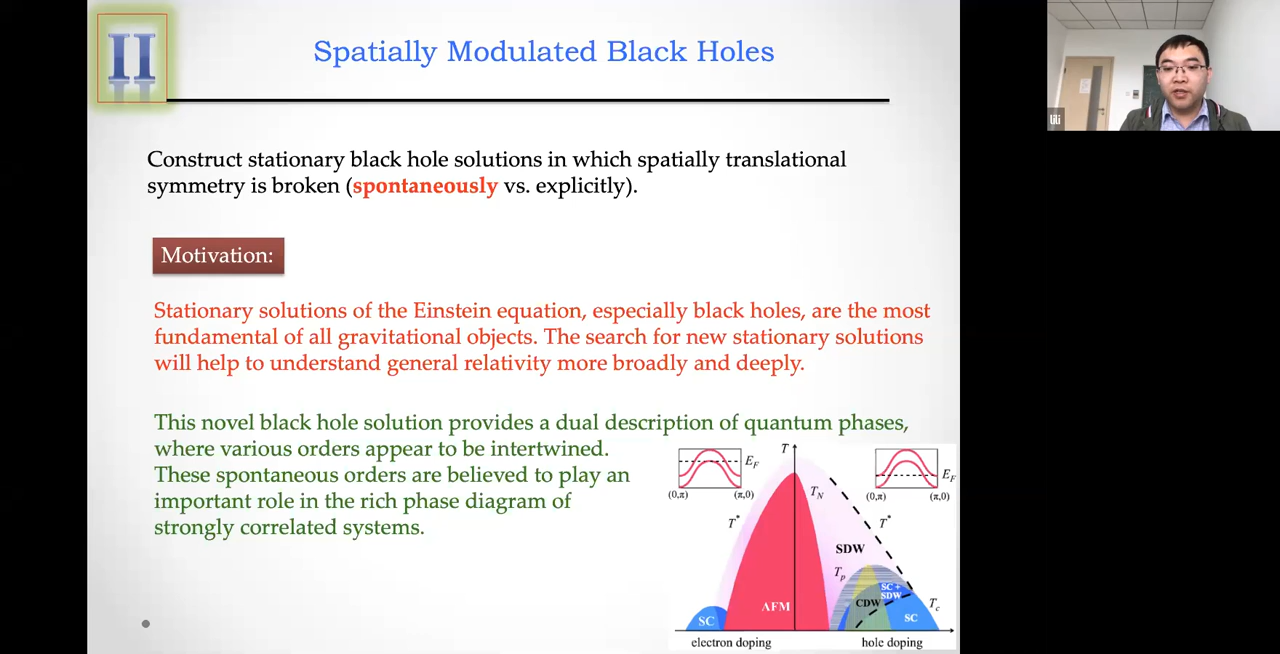 II
Spatially Modulated Black Holes
Construct stationary black hole solutions in which spatially translational
symmetry is broken (spontaneously vs. explicitly).
Motivation:
Stationary solutions of the Einstein equation, especially black holes, are the most
fundamental of all gravitational objects. The search for new stationary solutions
will help to understand general relativity more broadly and deeply.
This novel black hole solution provides a dual description of quantum phases,
where various orders appear to be intertwined.
These spontaneous orders are believed to play an
important role in the rich phase diagram of
strongly correlated systems.
T
E_F
(0,π) (π,0)
E_F
(0,π) (π,0)
T_N
T*
T*
SDW
T_p
SC +
SDW
CDW
T_c
AFM
SC
SC
electron doping
hole doping
lili